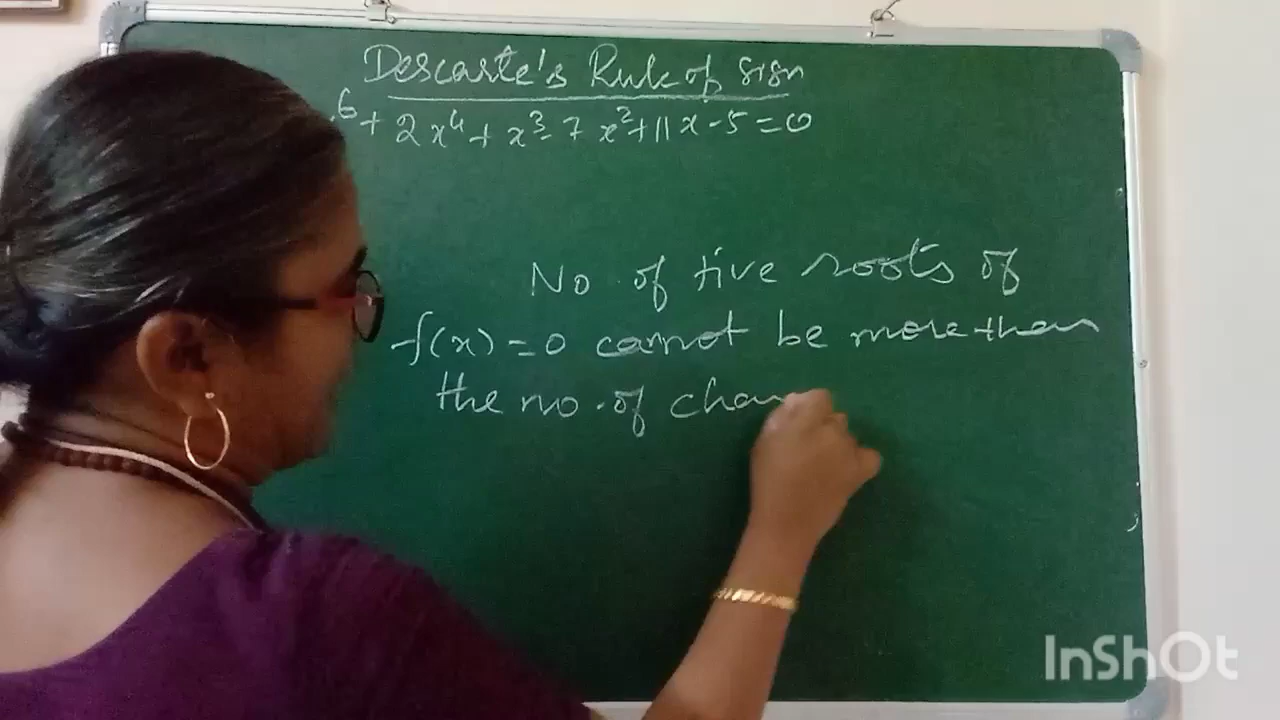 Descarte's Rule of sign
6 + 2x⁴ + x³ - 7x² + 11x - 5 = 0
No. of +ive roots of
f(x) = 0 cannot be more than
the no. of chan
InShOt